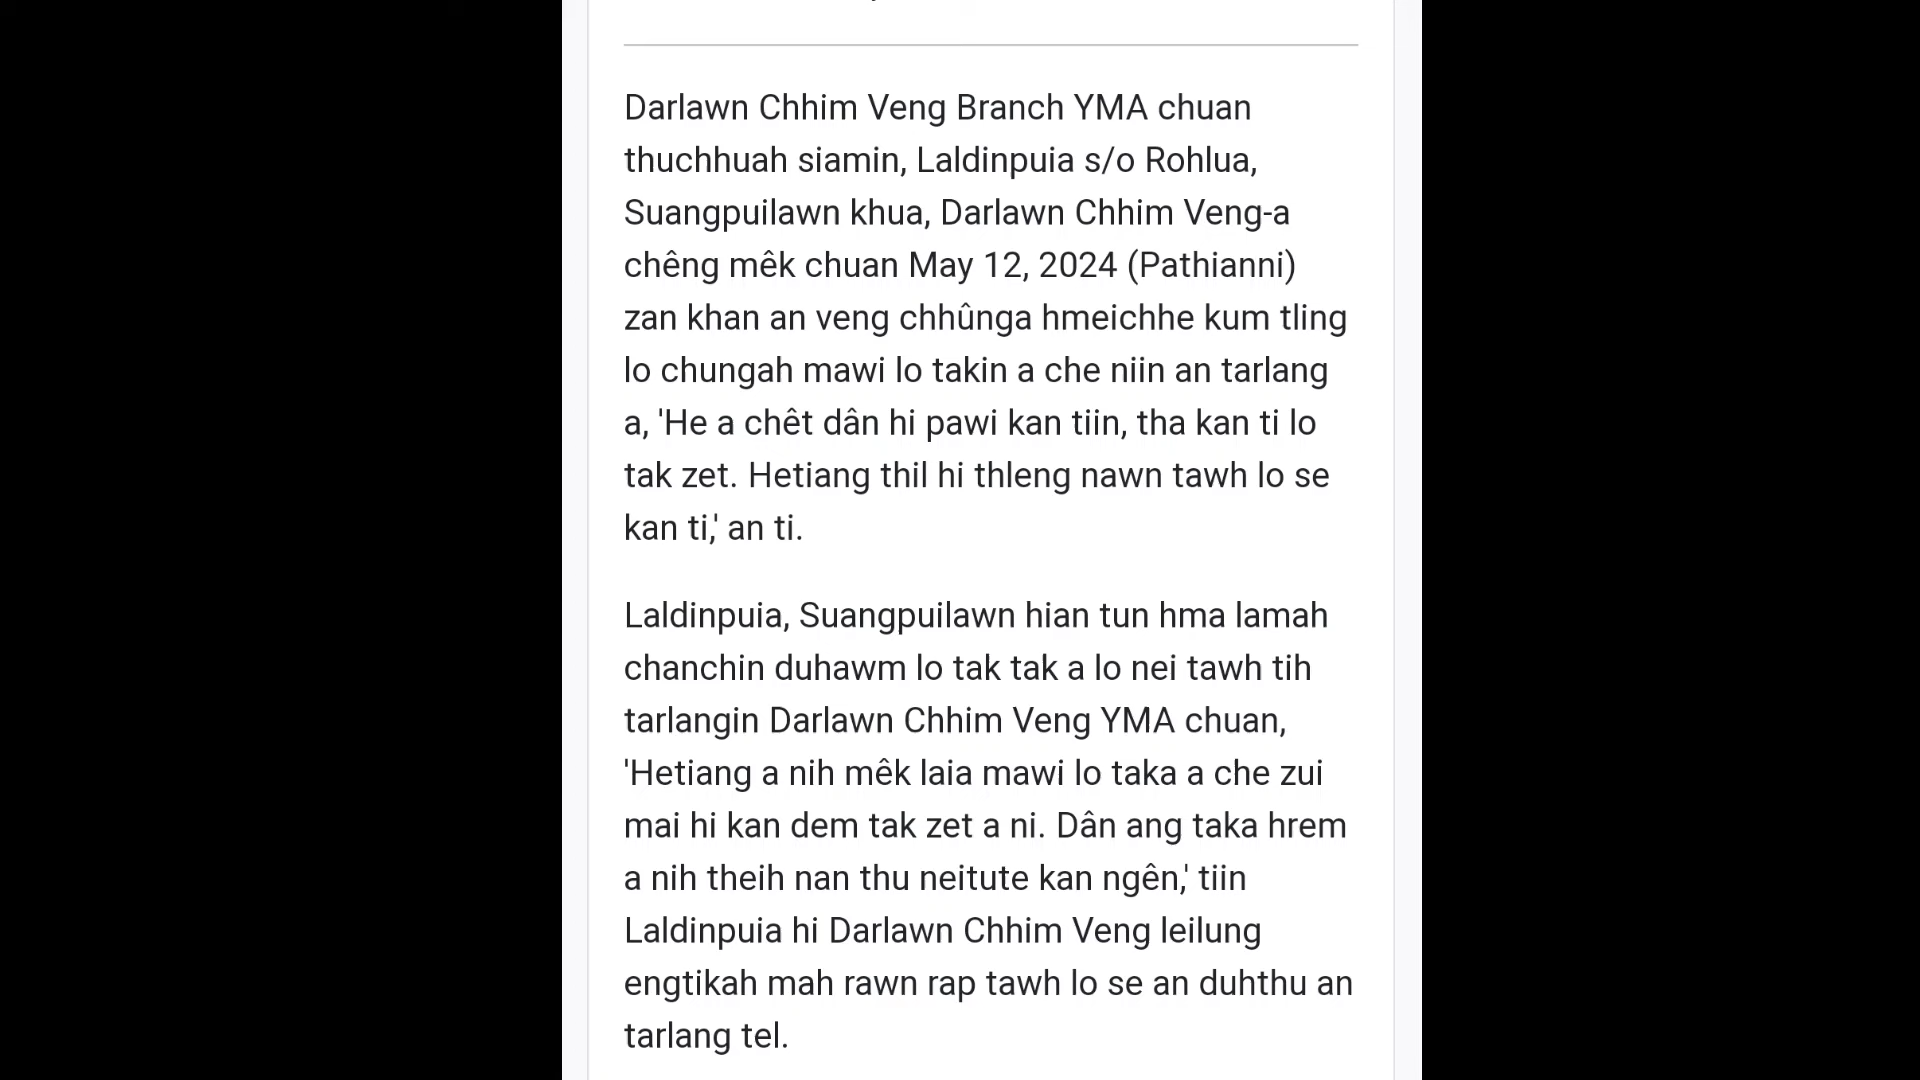 Darlawn Chhim Veng Branch YMA chuan
thuchhuah siamin, Laldinpuia s/o Rohlua,
Suangpuilawn khua, Darlawn Chhim Veng-a
chêng mêk chuan May 12, 2024 (Pathianni)
zan khan an veng chhûnga hmeichhe kum tling
lo chungah mawi lo takin a che niin an tarlang
a, 'He a chêt dân hi pawi kan tiin, tha kan ti lo
tak zet. Hetiang thil hi thleng nawn tawh lo se
kan ti,' an ti.
Laldinpuia, Suangpuilawn hian tun hma lamah
chanchin duhawm lo tak tak a lo nei tawh tih
tarlangin Darlawn Chhim Veng YMA chuan,
'Hetiang a nih mêk laia mawi lo taka a che zui
mai hi kan dem tak zet a ni. Dân ang taka hrem
a nih theih nan thu neitute kan ngên,' tiin
Laldinpuia hi Darlawn Chhim Veng leilung
engtikah mah rawn rap tawh lo se an duhthu an
tarlang tel.